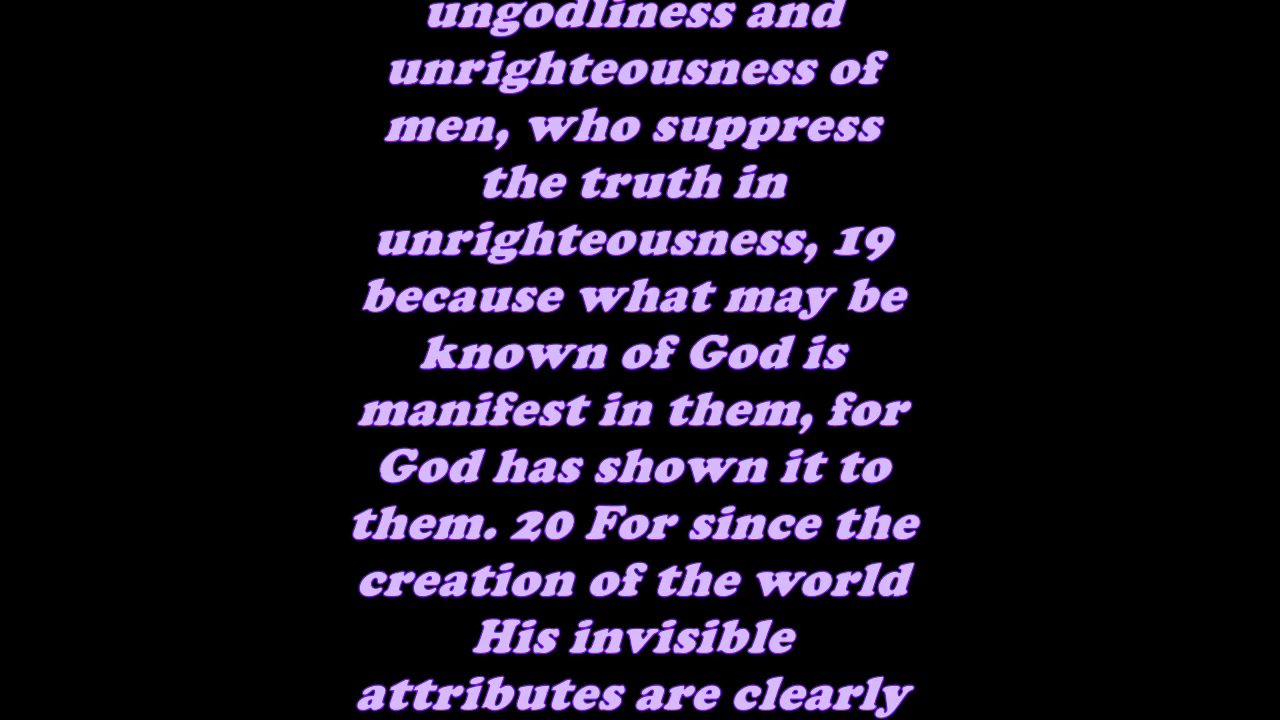 ungodliness and
unrighteousness of
men, who suppress
the truth in
unrighteousness, 19
because what may be
known of God is
manifest in them, for
God has shown it to
them. 20 For since the
creation of the world
His invisible
attributes are clearly